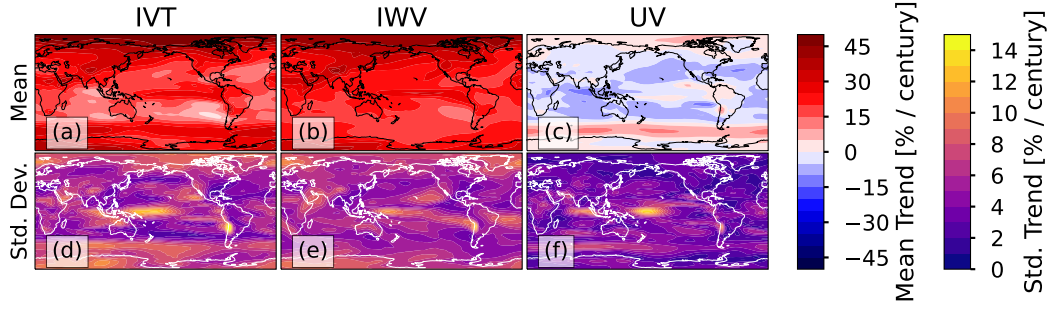 IVT IWV UV
Mean
(a) (b) (c)
Std. Dev.
(d) (e) (f)
45
30
15
0
−15
−30
−45
Mean Trend [% / century]
14
12
10
8
6
4
2
0
Std. Trend [% / century]